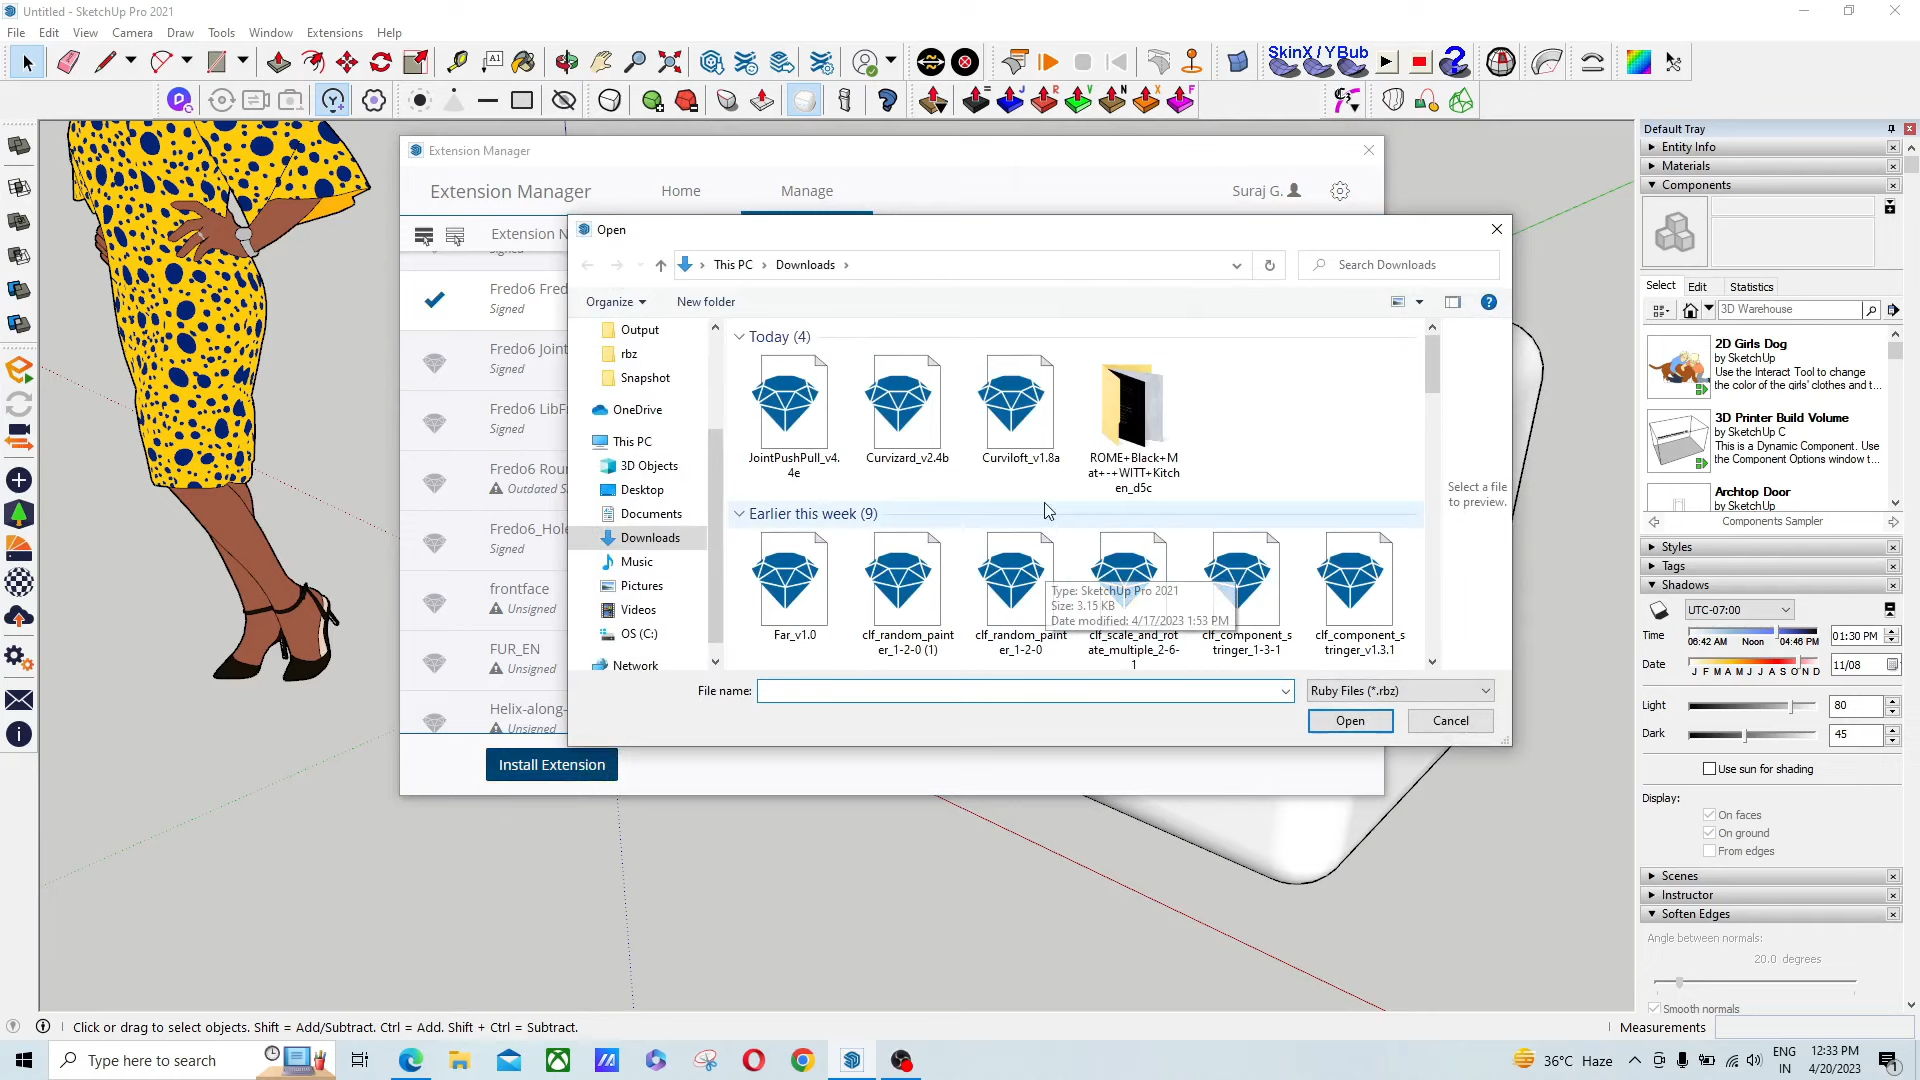 Untitled - SketchUp Pro 2021
File Edit View Camera Draw Tools Window Extensions Help
SkinX / YBub
Extension Manager
Extension Manager Home Manage Suraj G.
Extension N
Signed
Fredo6 Fred
Signed
Fredo6 Joint
Signed
Fredo6 LibF
Signed
Fredo6 Rour
Outdated S
Fredo6_Hole
Signed
frontface
Unsigned
FUR_EN
Unsigned
Helix-along-
Unsigned
Install Extension
Open
This PC > Downloads >
Search Downloads
Organize New folder
Output
rbz
Snapshot
OneDrive
This PC
3D Objects
Desktop
Documents
Downloads
Music
Pictures
Videos
OS (C:)
Network
Today (4)
JointPushPull_v4.
4e
Curvizard_v2.4b
Curviloft_v1.8a
ROME+Black+M
at+-+WITT+Kitch
en_d5c
Earlier this week (9)
Far_v1.0
clf_random_paint
er_1-2-0 (1)
clf_random_paint
er_1-2-0
clf_scale_and_rot
ate_multiple_2-6-
1
clf_component_s
tringer_1-3-1
clf_component_s
tringer_v1.3.1
Type: SketchUp Pro 2021
Size: 3.15 KB
Date modified: 4/17/2023 1:53 PM
Select a file
to preview.
File name:
Ruby Files (*.rbz)
Open Cancel
Default Tray
Entity Info
Materials
Components
Select Edit Statistics
3D Warehouse
2D Girls Dog
by SketchUp
Use the Interact Tool to change
the color of the girls' clothes and t...
3D Printer Build Volume
by SketchUp C
This is a Dynamic Component. Use
the Component Options window t...
Archtop Door
by SketchUp
Components Sampler
Styles
Tags
Shadows
UTC-07:00
Time 06:42 AM Noon 04:46 PM 01:30 PM
Date J F M A M J J A S O N D 11/08
Light 80
Dark 45
Use sun for shading
Display:
On faces
On ground
From edges
Scenes
Instructor
Soften Edges
Angle between normals:
20.0 degrees
Smooth normals
Click or drag to select objects. Shift = Add/Subtract. Ctrl = Add. Shift + Ctrl = Subtract.
Measurements
Type here to search
36°C Haze
ENG
IN
12:33 PM
4/20/2023